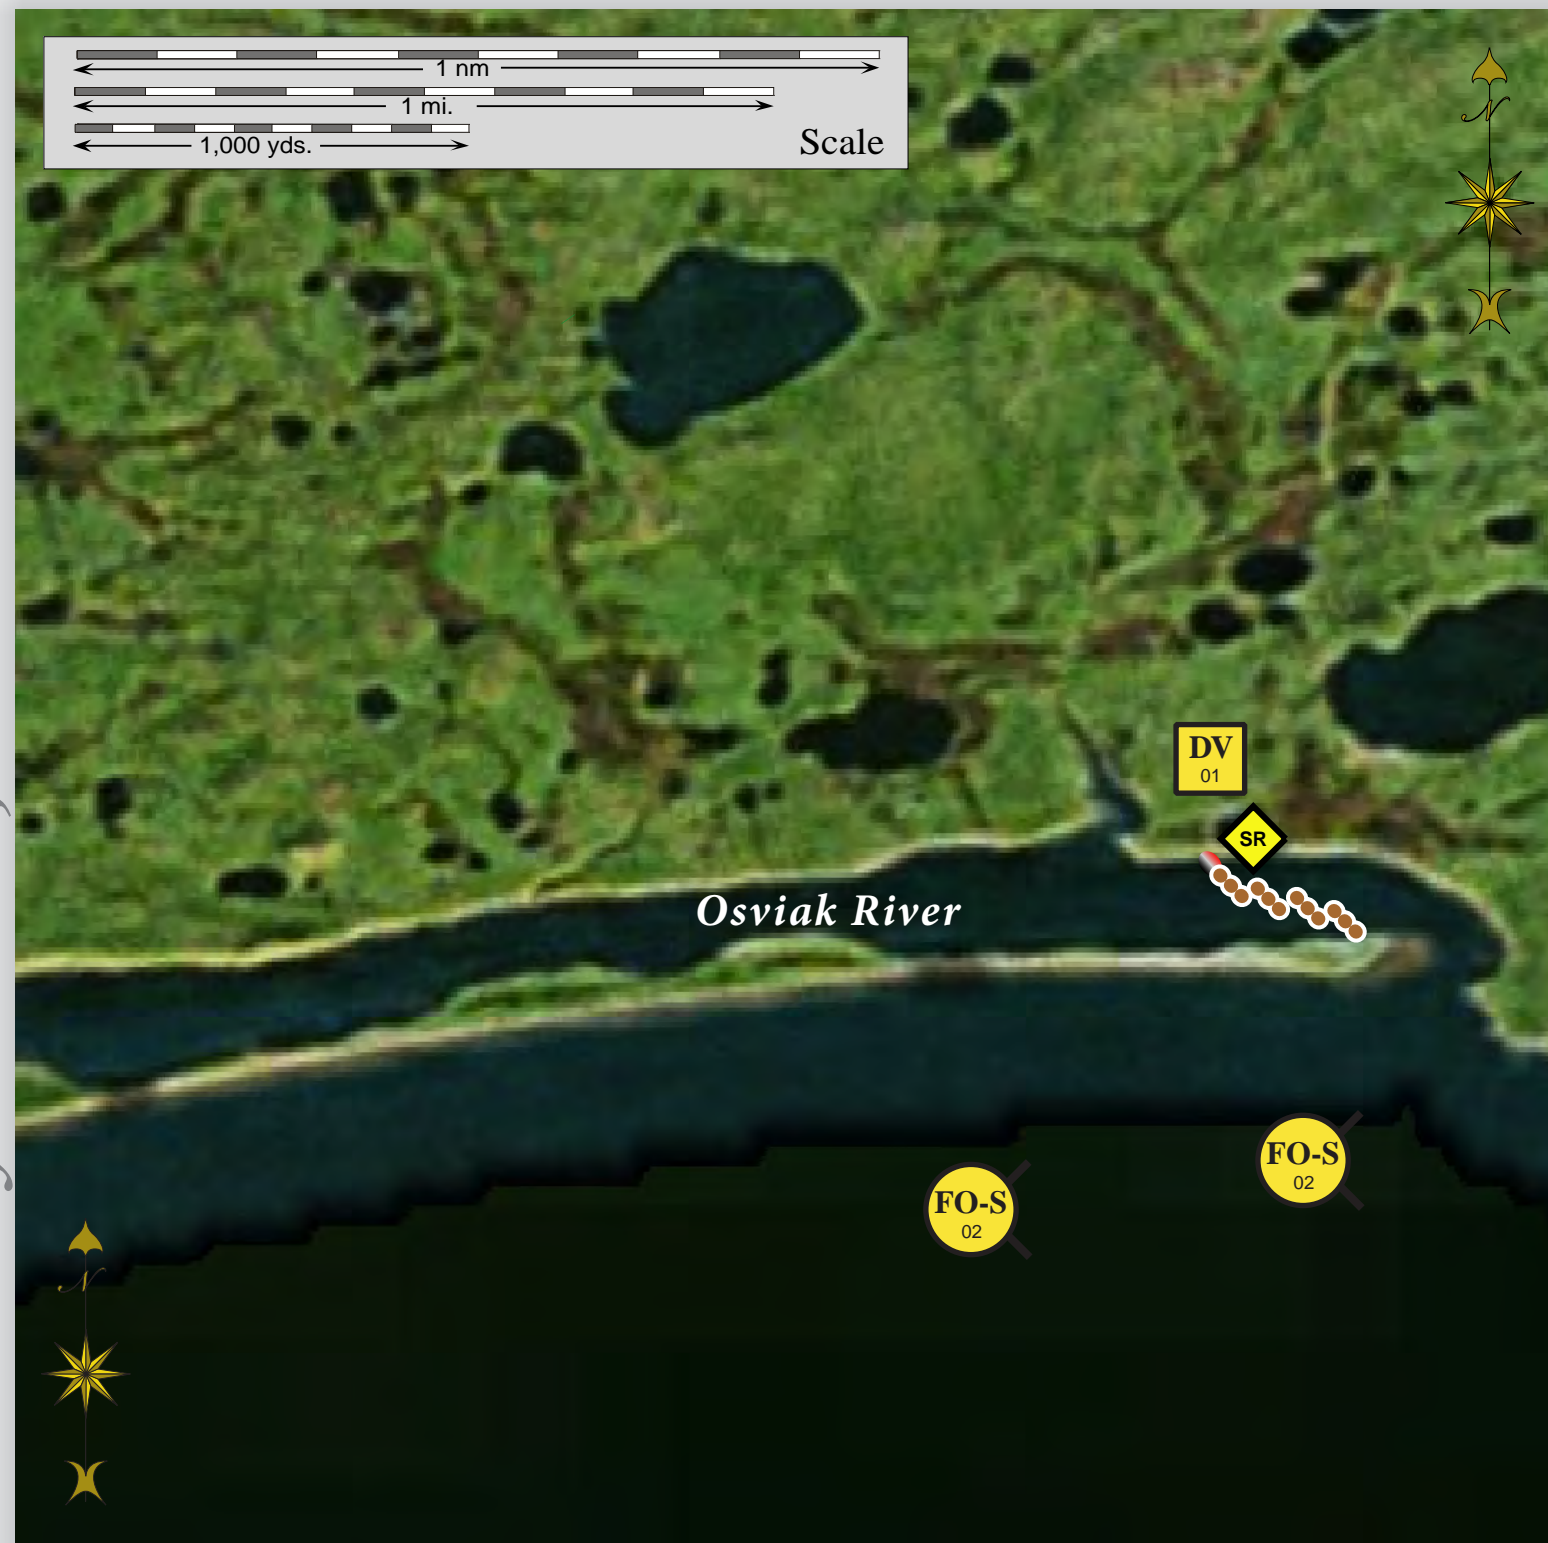 1 nm
1 mi.
1,000 yds.
Scale
N
DV
01
SR
Osviak River
FO-S
02
FO-S
02
N